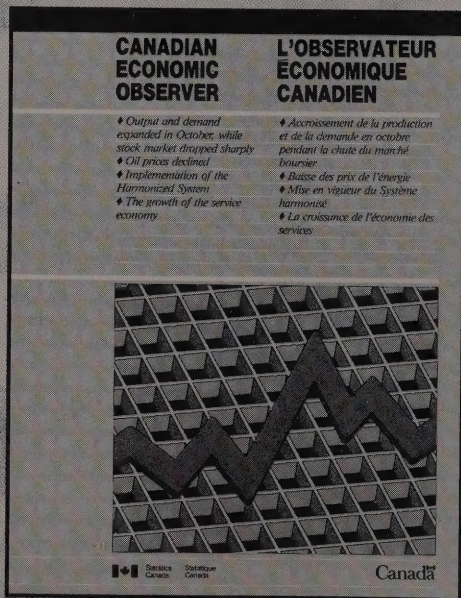 CANADIAN
ECONOMIC
OBSERVER
♦ Output and demand
expanded in October, while
stock market dropped sharply
♦ Oil prices declined
♦ Implementation of the
Harmonized System
♦ The growth of the service
economy
L'OBSERVATEUR
ÉCONOMIQUE
CANADIEN
♦ Accroissement de la production
et de la demande en octobre
pendant la chute du marché
boursier
♦ Baisse des prix de l'énergie
♦ Mise en vigueur du Système
harmonisé
♦ La croissance de l'économie des
services
Statistics
Canada
Statistique
Canada
Canada